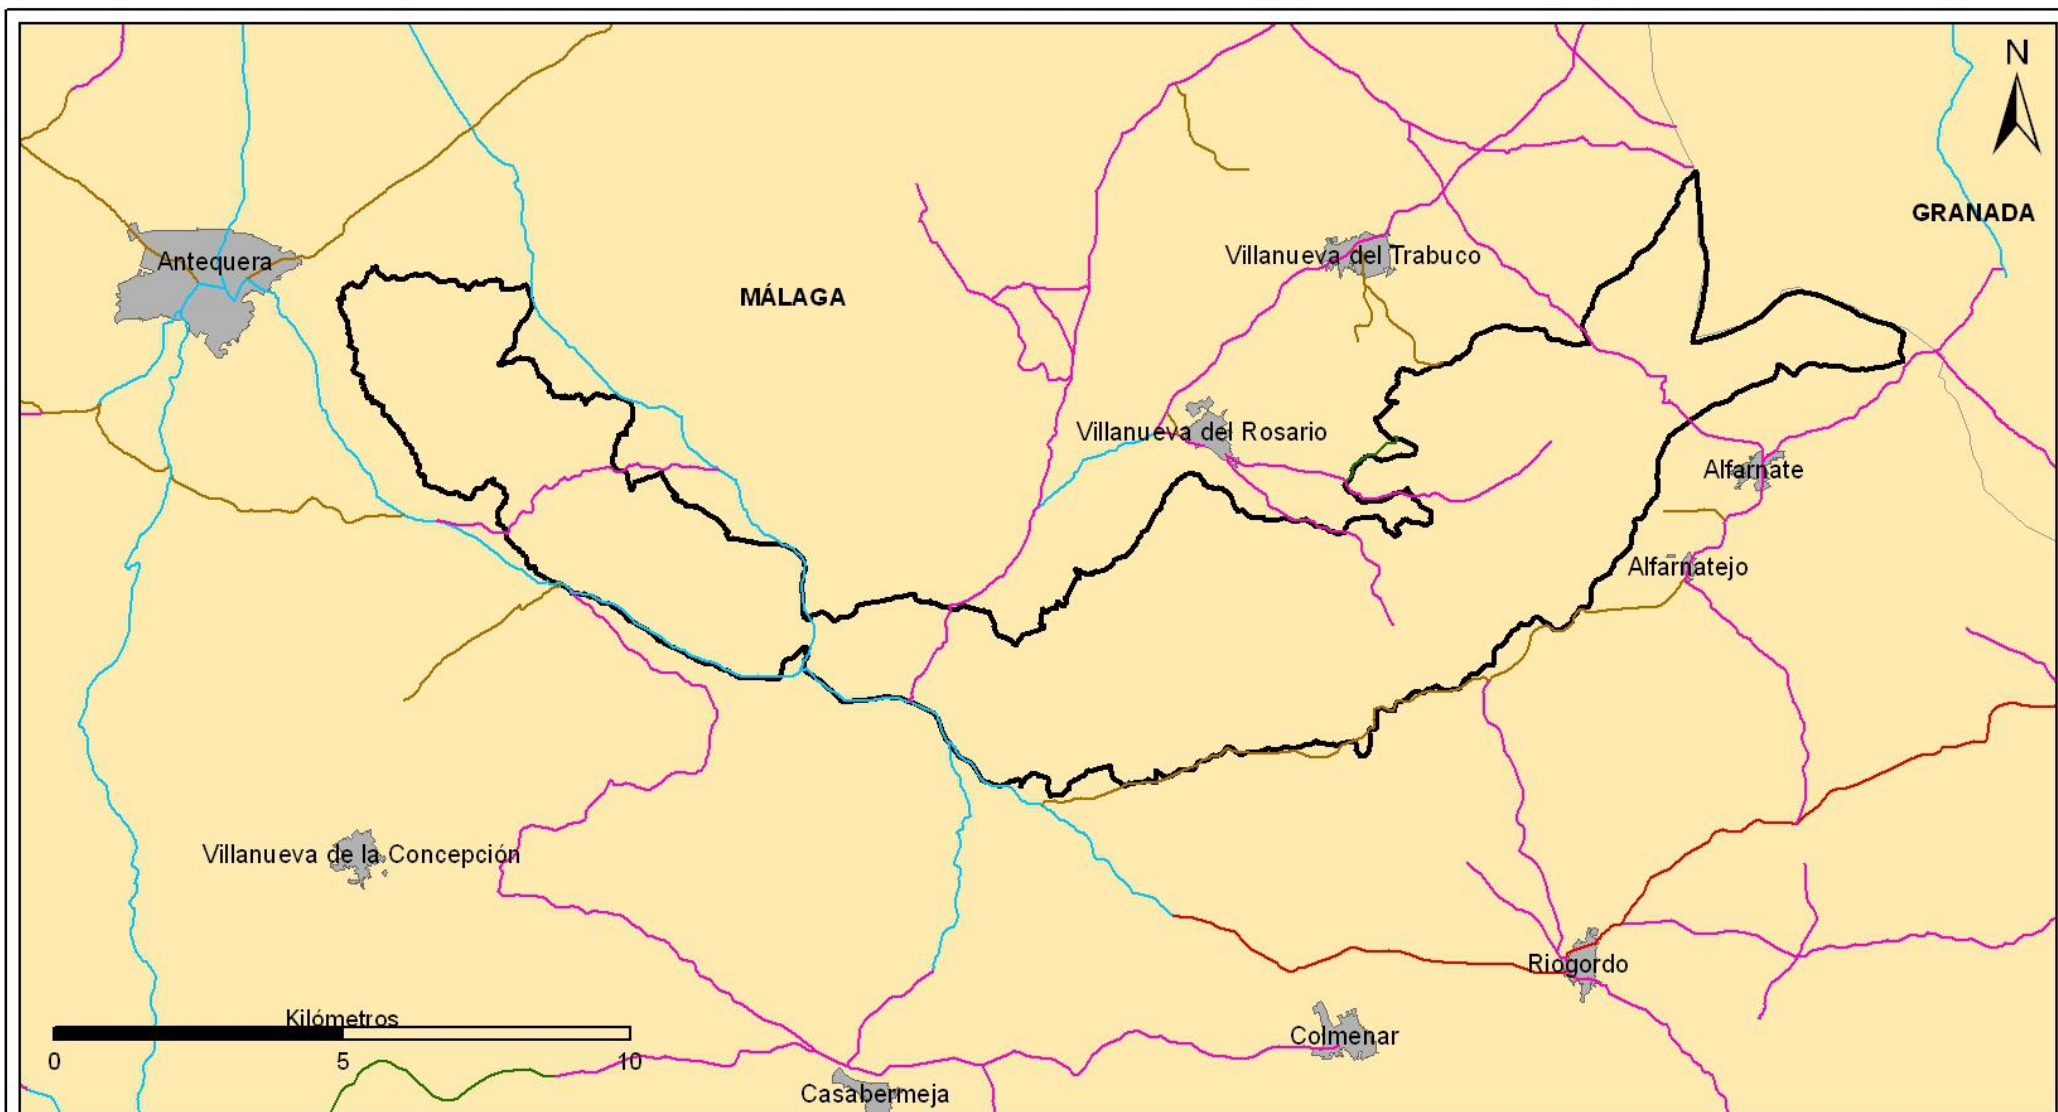 N
GRANADA
Antequera
Villanueva del Trabuco
MÁLAGA
Villanueva del Rosario
Alfarnate
Alfarnatejo
Villanueva de la Concepción
Riogordo
Kilómetros
Colmenar
0 5 10
Casabermeja